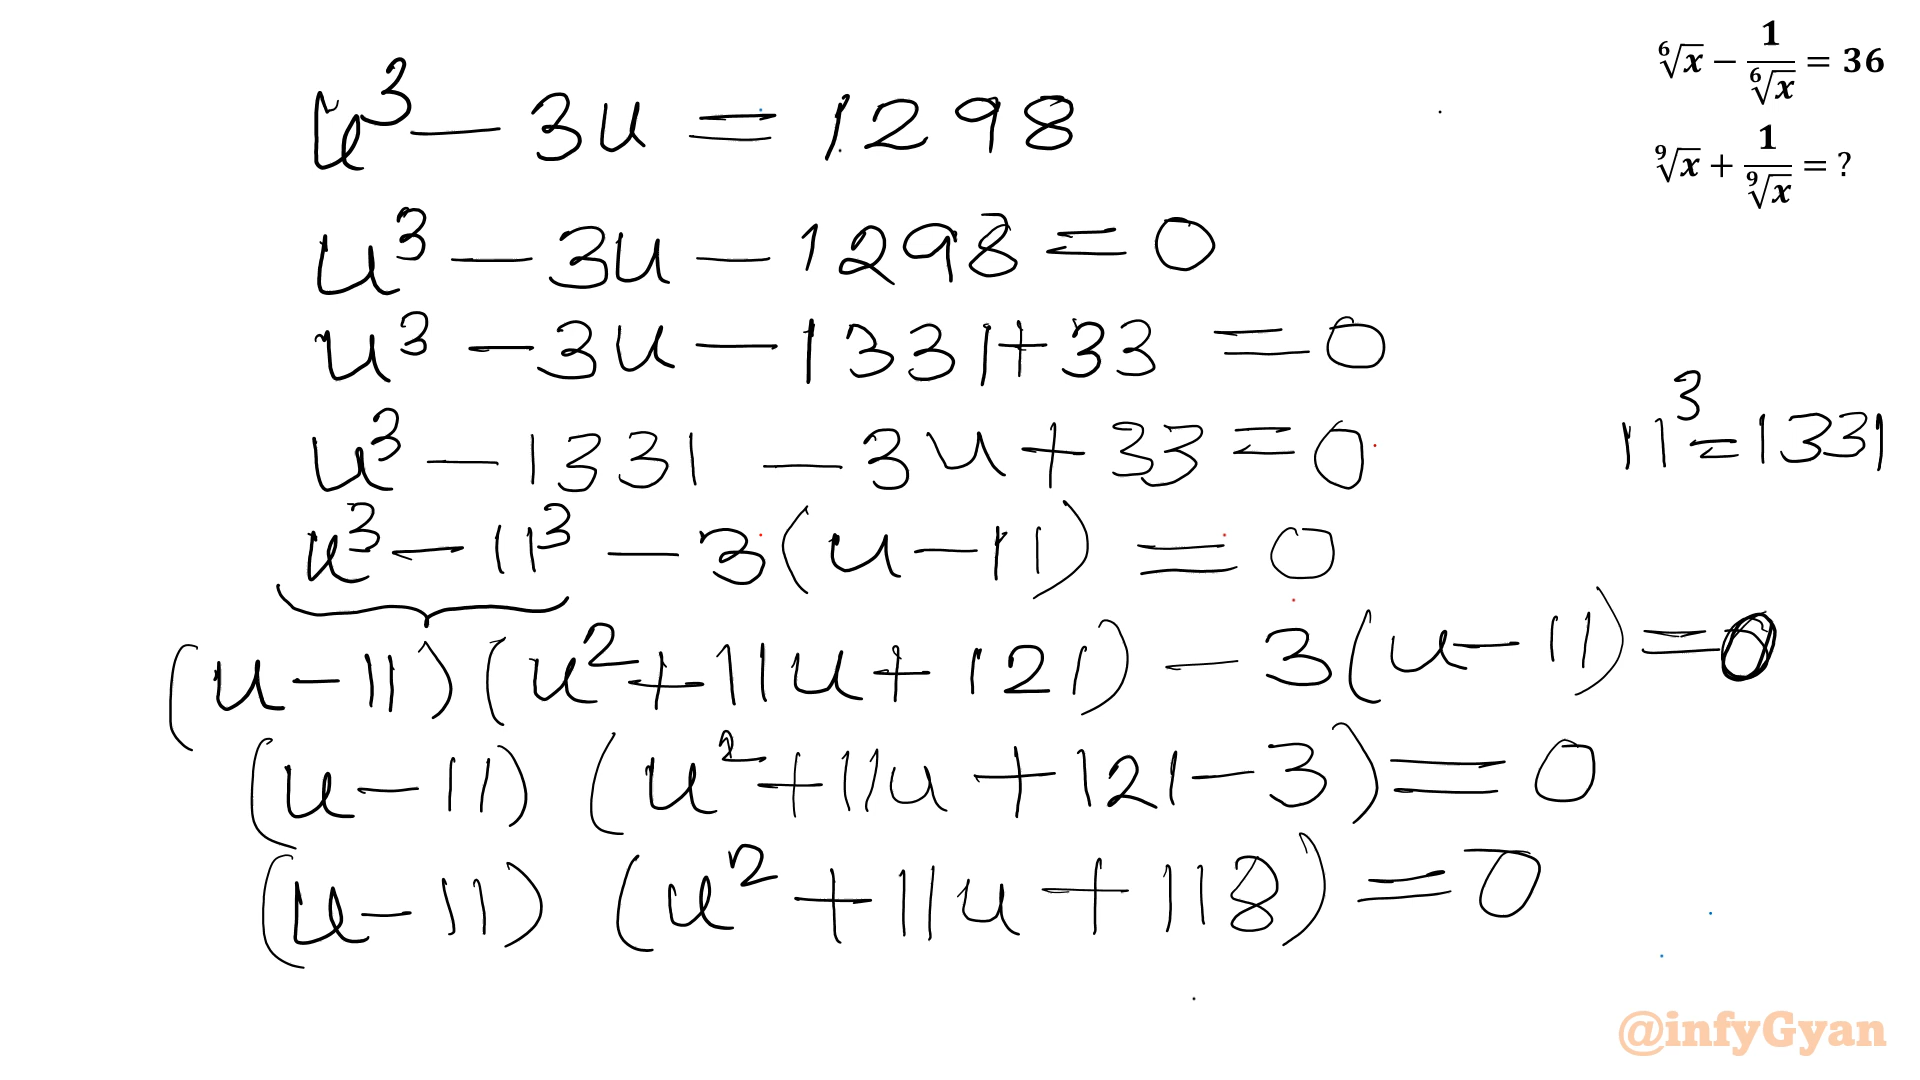 ⁶√x − 1/⁶√x = 36
⁹√x + 1/⁹√x = ?
u³ − 3u = 1298
u³ − 3u − 1298 = 0
u³ − 3u − 1331 + 33 = 0
11³ = 1331
u³ − 1331 − 3u + 33 = 0
u³ − 11³ − 3(u − 11) = 0
(u − 11)(u² + 11u + 121) − 3(u − 11) = 0
(u − 11) (u² + 11u + 121 − 3) = 0
(u − 11) (u² + 11u + 118) = 0
@infyGyan